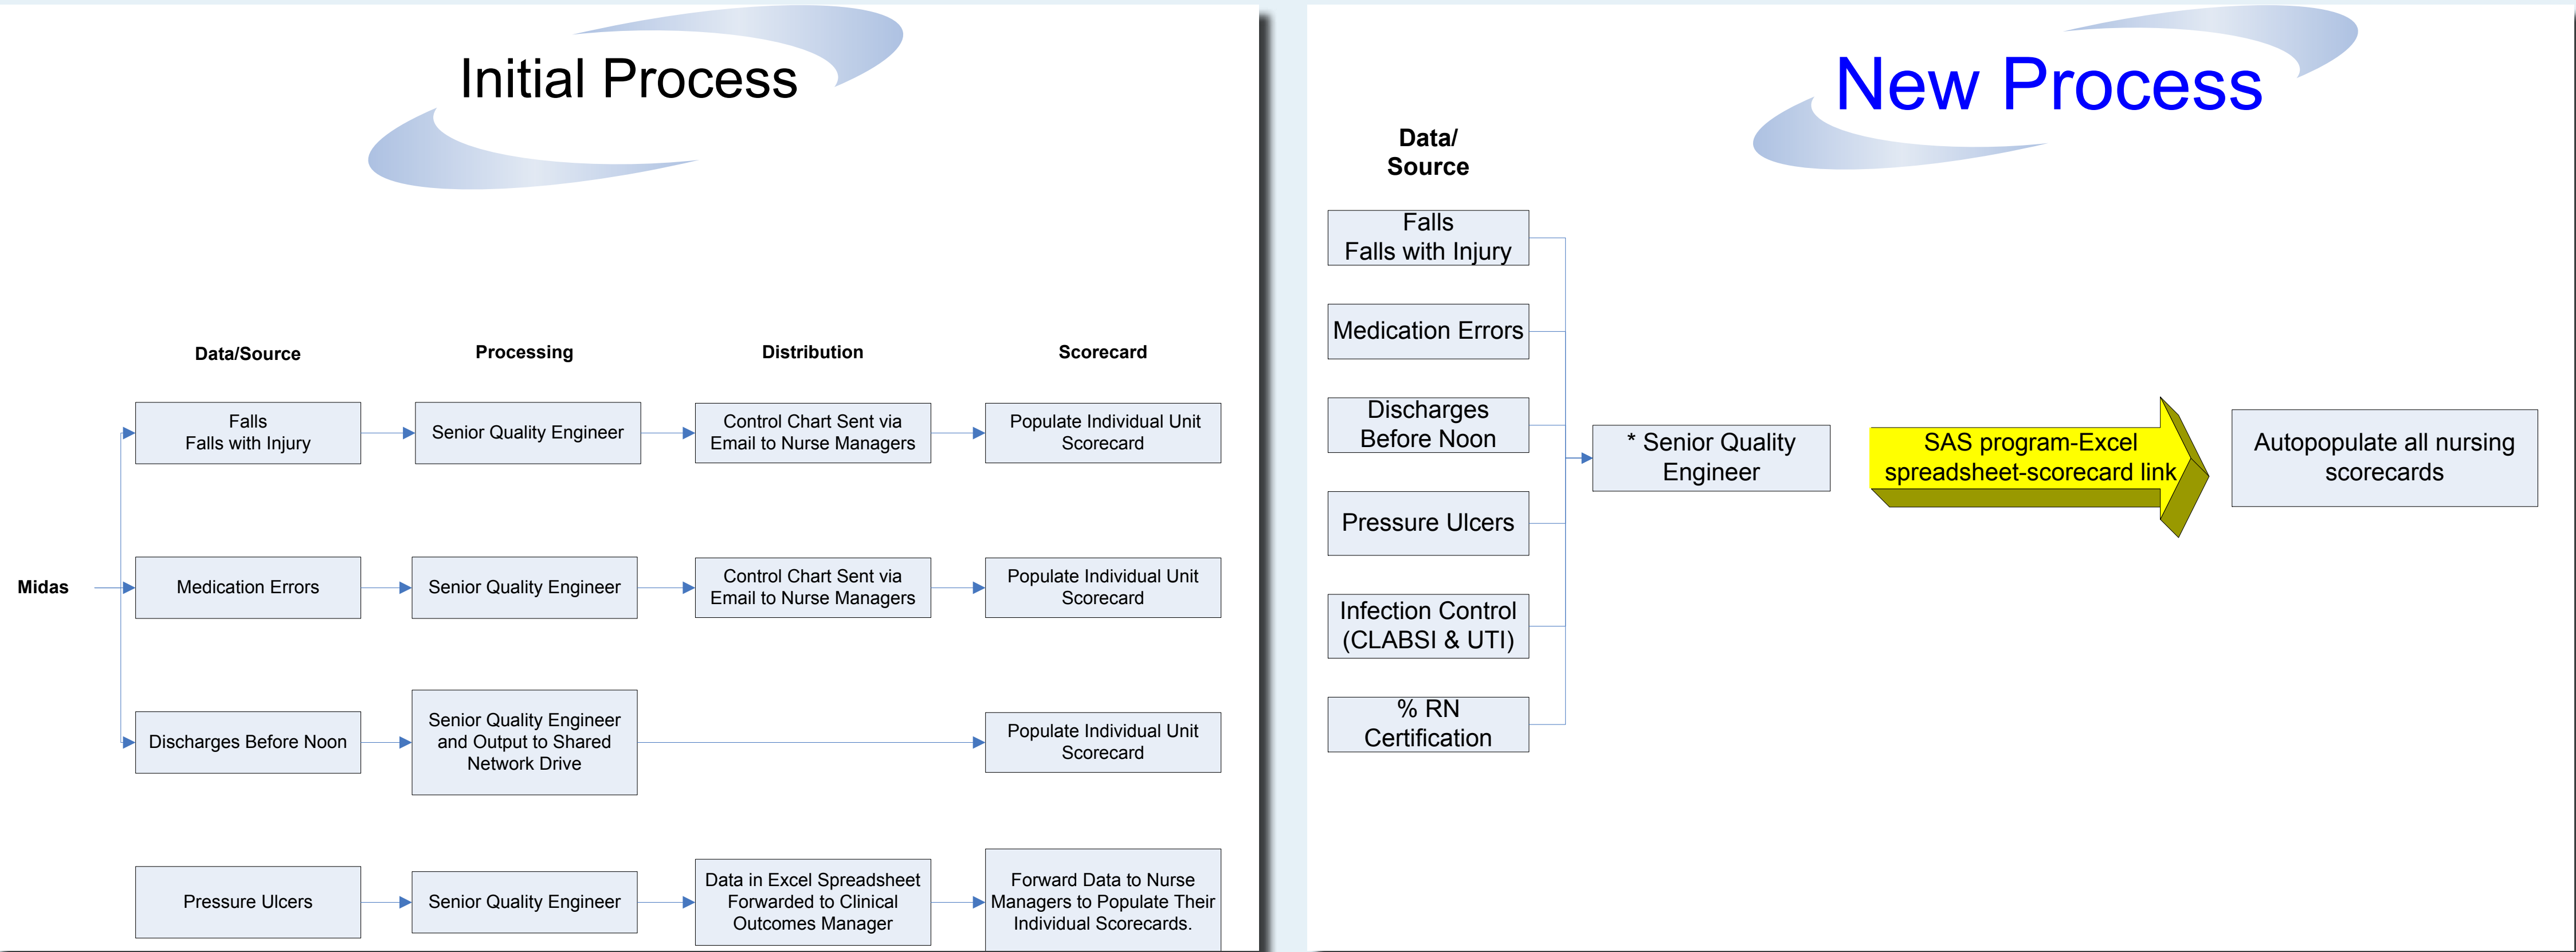 Initial Process
Data/Source
Processing
Distribution
Scorecard
Falls
Falls with Injury
Senior Quality Engineer
Control Chart Sent via
Email to Nurse Managers
Populate Individual Unit
Scorecard
Midas
Medication Errors
Senior Quality Engineer
Control Chart Sent via
Email to Nurse Managers
Populate Individual Unit
Scorecard
Discharges Before Noon
Senior Quality Engineer
and Output to Shared
Network Drive
Populate Individual Unit
Scorecard
Pressure Ulcers
Senior Quality Engineer
Data in Excel Spreadsheet
Forwarded to Clinical
Outcomes Manager
Forward Data to Nurse
Managers to Populate Their
Individual Scorecards.
New Process
Data/
Source
Falls
Falls with Injury
Medication Errors
Discharges
Before Noon
Pressure Ulcers
Infection Control
(CLABSI & UTI)
% RN
Certification
* Senior Quality
Engineer
SAS program-Excel
spreadsheet-scorecard link
Autopopulate all nursing
scorecards